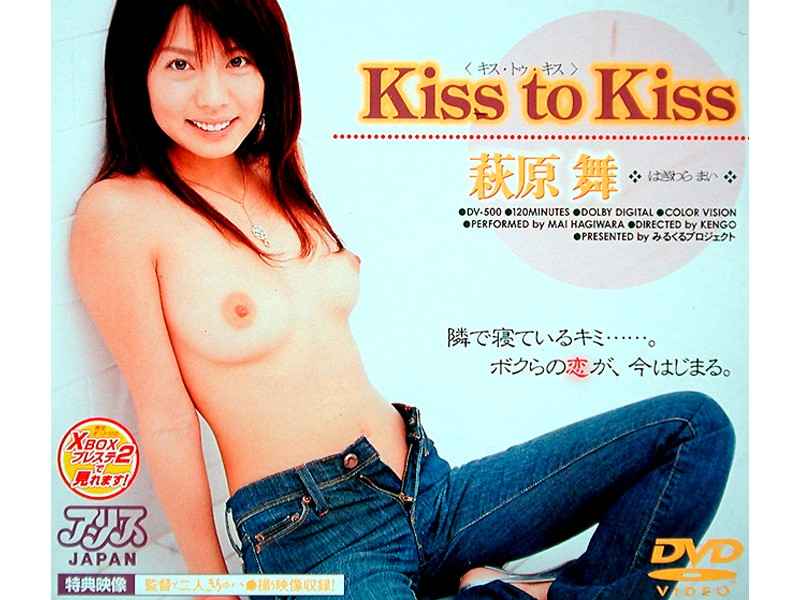 〈キス・トゥ・キス〉
Kiss to Kiss
萩原 舞 ❖ はぎわら まい ❖
●DV-500 ●120MINUTES ●DOLBY DIGITAL ●COLOR VISION
●PERFORMED by MAI HAGIWARA ●DIRECTED by KENGO
●PRESENTED by みるくるプロジェクト
隣で寝ているキミ……。
ボクらの恋が、今はじまる。
XBOX
プレステ2
で
見れます!
アリス
JAPAN
特典映像
DVD
VIDEO